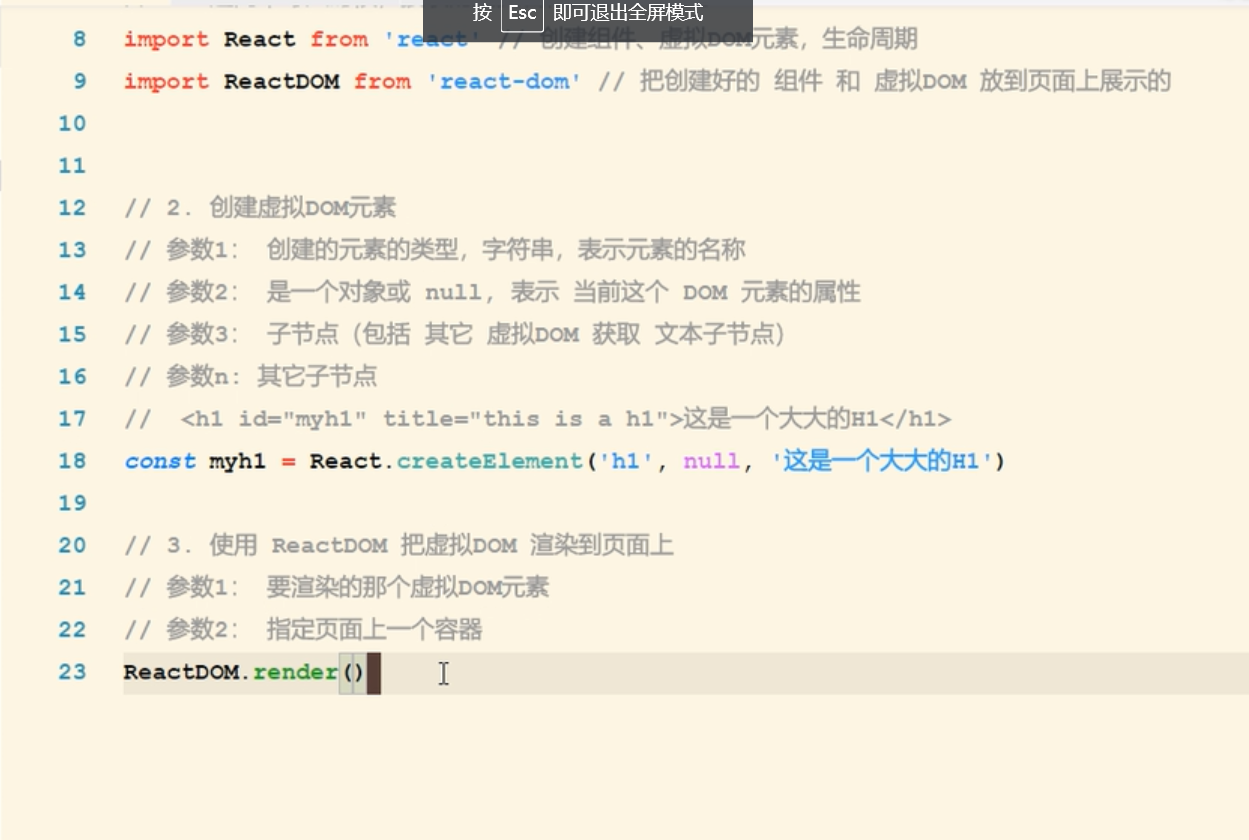 按 Esc 即可退出全屏模式
8 import React from 'react' // 创建组件、虚拟DOM元素，生命周期
9 import ReactDOM from 'react-dom' // 把创建好的 组件 和 虚拟DOM 放到页面上展示的
10
11
12 // 2. 创建虚拟DOM元素
13 // 参数1： 创建的元素的类型，字符串，表示元素的名称
14 // 参数2： 是一个对象或 null，表示 当前这个 DOM 元素的属性
15 // 参数3： 子节点（包括 其它 虚拟DOM 获取 文本子节点）
16 // 参数n：其它子节点
17 //  <h1 id="myh1" title="this is a h1">这是一个大大的H1</h1>
18 const myh1 = React.createElement('h1', null, '这是一个大大的H1')
19
20 // 3. 使用 ReactDOM 把虚拟DOM 渲染到页面上
21 // 参数1： 要渲染的那个虚拟DOM元素
22 // 参数2： 指定页面上一个容器
23 ReactDOM.render()